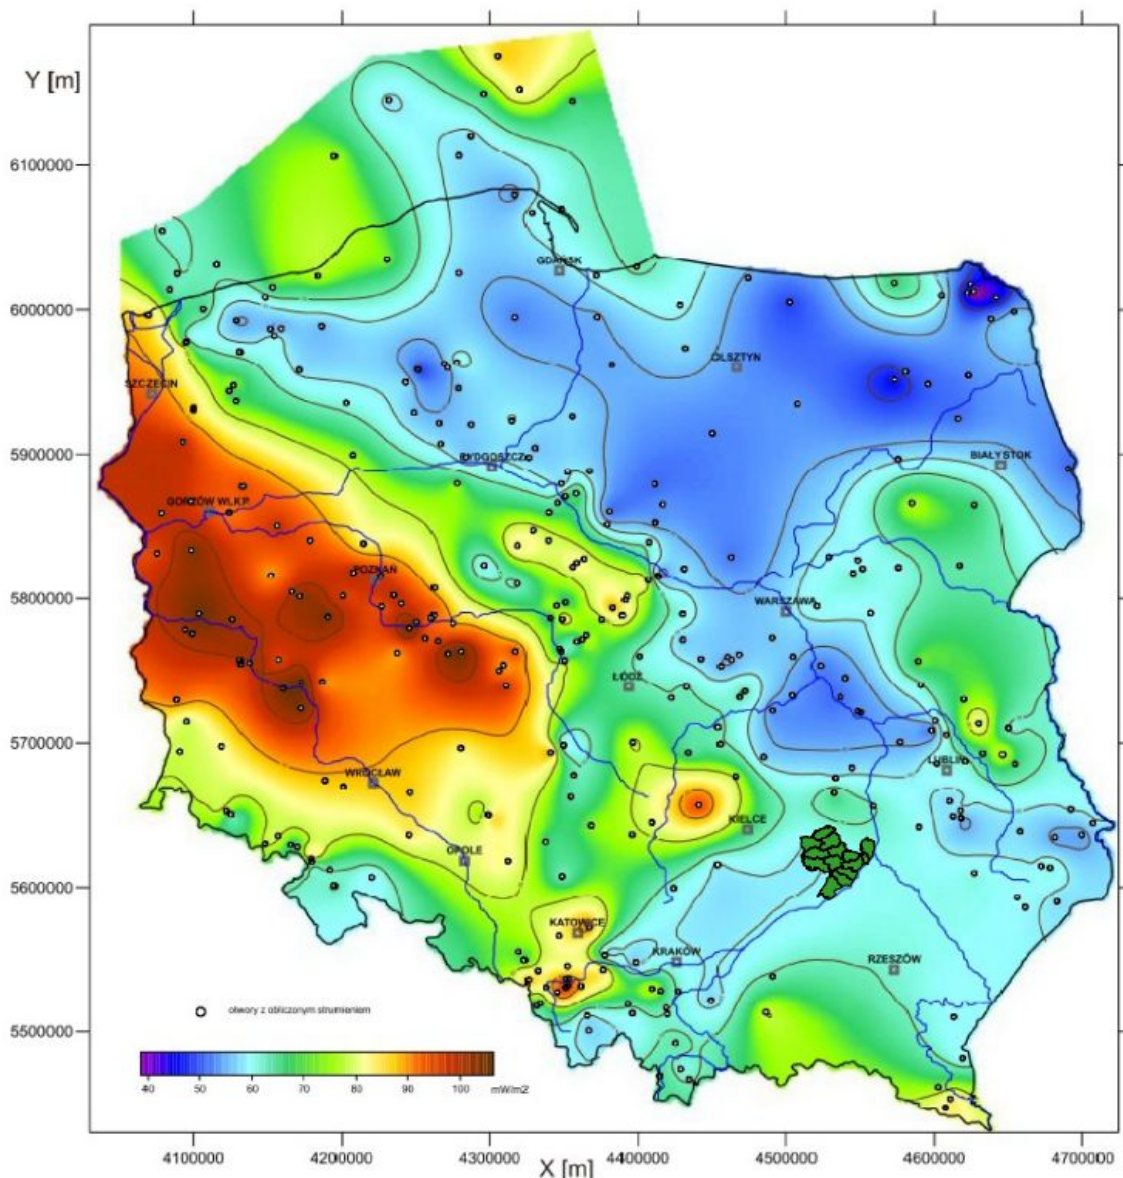 Y [m]
6100000
GDAŃSK
6000000
OLSZTYN
SZCZECIN
5900000
BYDGOSZCZ
BIAŁYSTOK
GORZÓW WLKP.
POZNAŃ
5800000
WARSZAWA
ŁÓDŹ
5700000
LUBLIN
WROCŁAW
KIELCE
OPOLE
5600000
KATOWICE
KRAKÓW
RZESZÓW
otwory z obliczonym strumieniem
5500000
40 50 60 70 80 90 100 mW/m2
4100000 4200000 4300000 4400000 4500000 4600000 4700000
X [m]